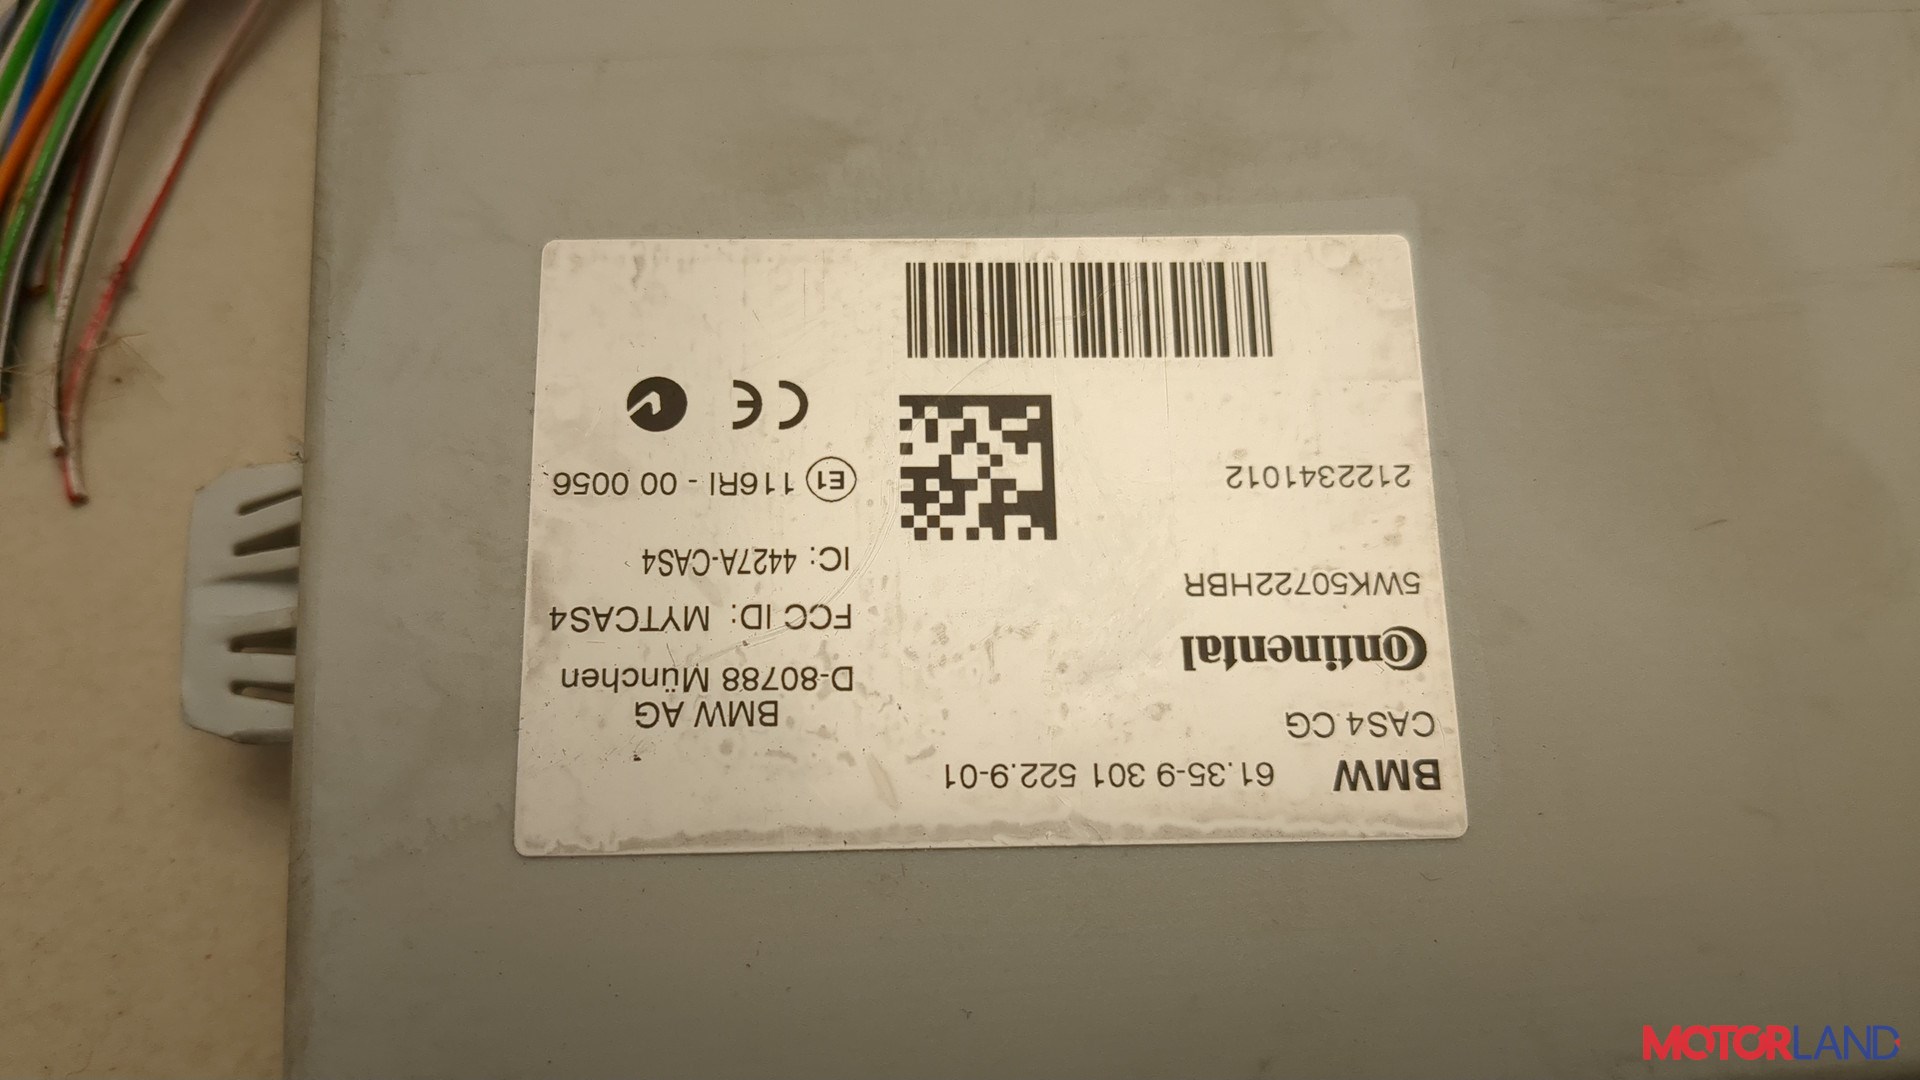 BMW 61.35-9 301 522.9-01
CAS4 CG
Continental
5WK50722HBR
2122341012
BMW AG
D-80788 München
FCC ID: MYTCAS4
IC: 4427A-CAS4
E1 116RI - 00 0056
CE
MOTORLAND